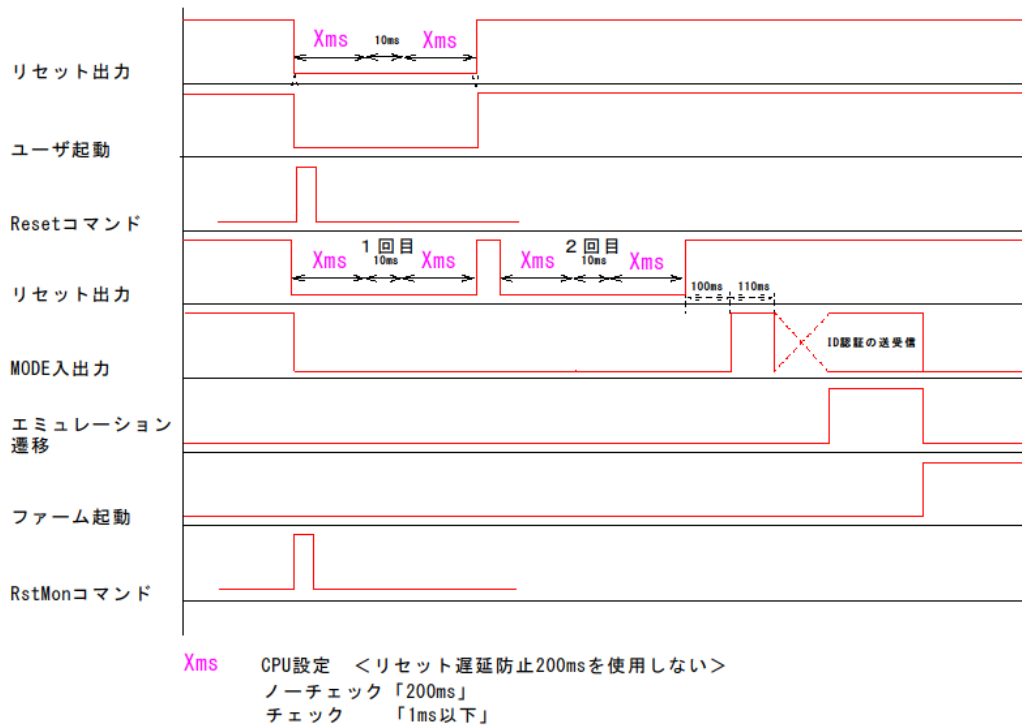 Xms 10ms Xms
リセット出力
ユーザ起動
Resetコマンド
1回目 2回目
Xms 10ms Xms Xms 10ms Xms
リセット出力
100ms 110ms
ID認証の送受信
MODE入出力
エミュレーション
遷移
ファーム起動
RstMonコマンド
Xms CPU設定 <リセット遅延防止200msを使用しない>
ノーチェック「200ms」
チェック 「1ms以下」